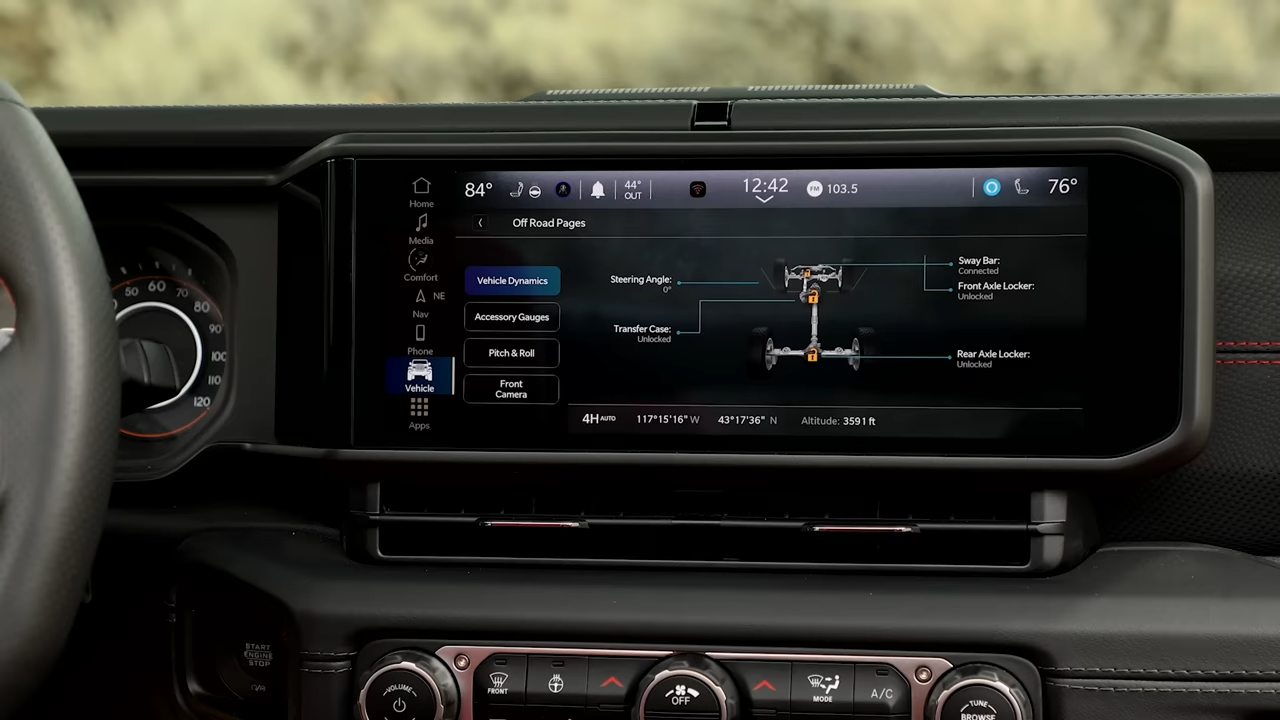 Home
Media
Comfort
NE
Nav
Phone
Vehicle
Apps
84°
44°
OUT
12:42
FM 103.5
76°
Off Road Pages
Vehicle Dynamics
Accessory Gauges
Pitch & Roll
Front
Camera
Steering Angle:
0°
Transfer Case:
Unlocked
Sway Bar:
Connected
Front Axle Locker:
Unlocked
Rear Axle Locker:
Unlocked
4H AUTO 117°15'16" W 43°17'36" N Altitude: 3591 ft
50 60 70 80 90 100 110 120
START
ENGINE
STOP
VOLUME
FRONT
OFF
MODE
A/C
TUNE
BROWSE